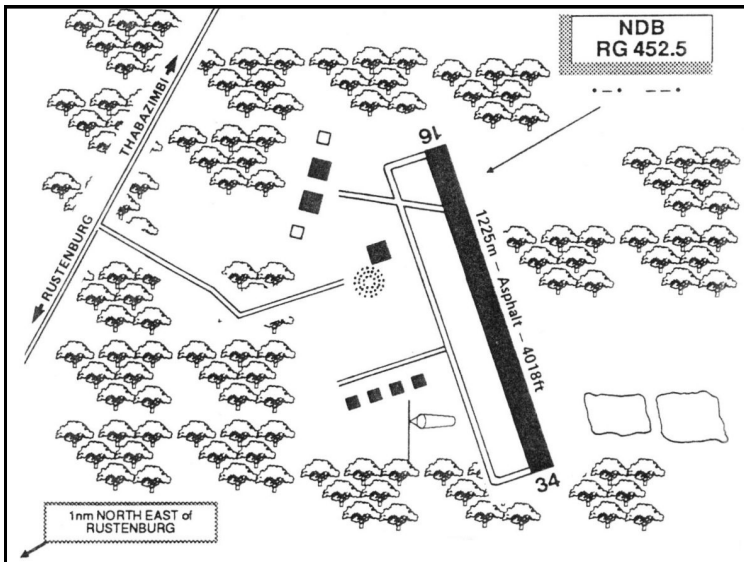 NDB
RG 452.5
THABAZIMBI
RUSTENBURG
16
1225m – Asphalt – 4018ft
34
1nm NORTH EAST of
RUSTENBURG